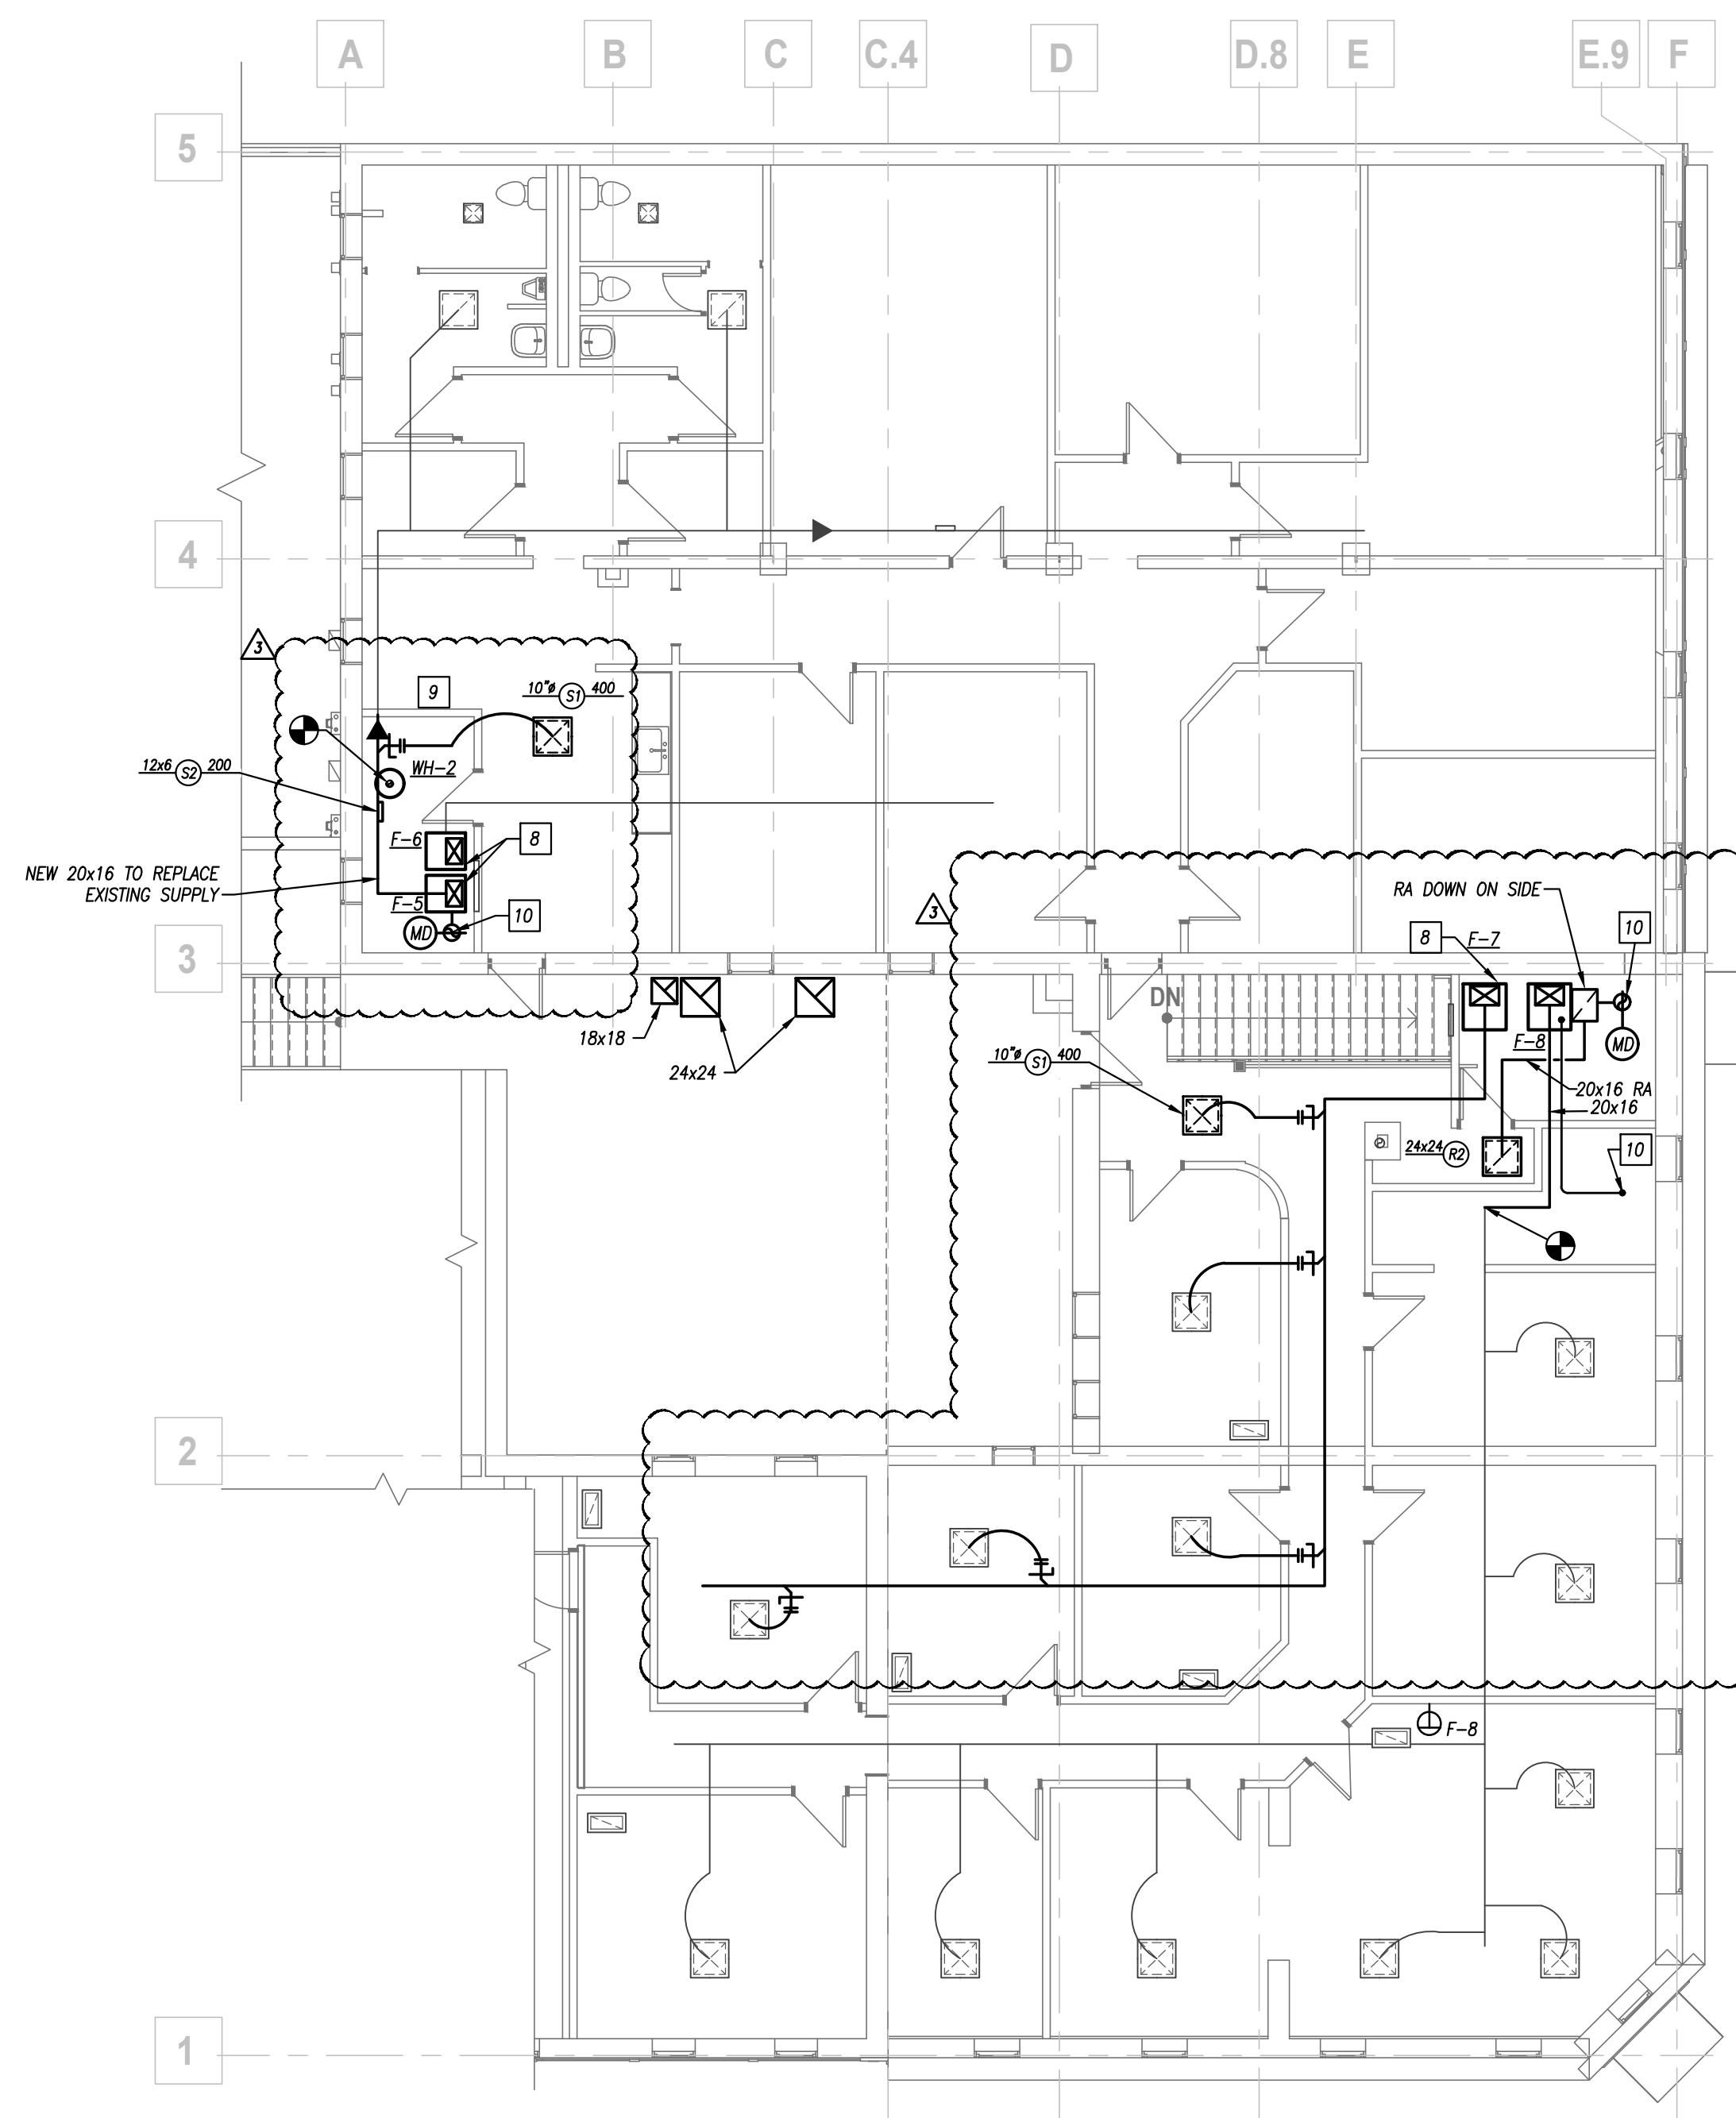 A B C C.4 D D.8 E E.9 F
5
4
3
9
10"ø S1 400
12x6 S2 200
WH-2
F-6
8
NEW 20x16 TO REPLACE
EXISTING SUPPLY
F-5
MD
10
3
3
RA DOWN ON SIDE
8
F-7
10
18x18
24x24
DN
10"ø S1 400
F-8
MD
20x16 RA
20x16
24x24 R2
10
2
F-8
1